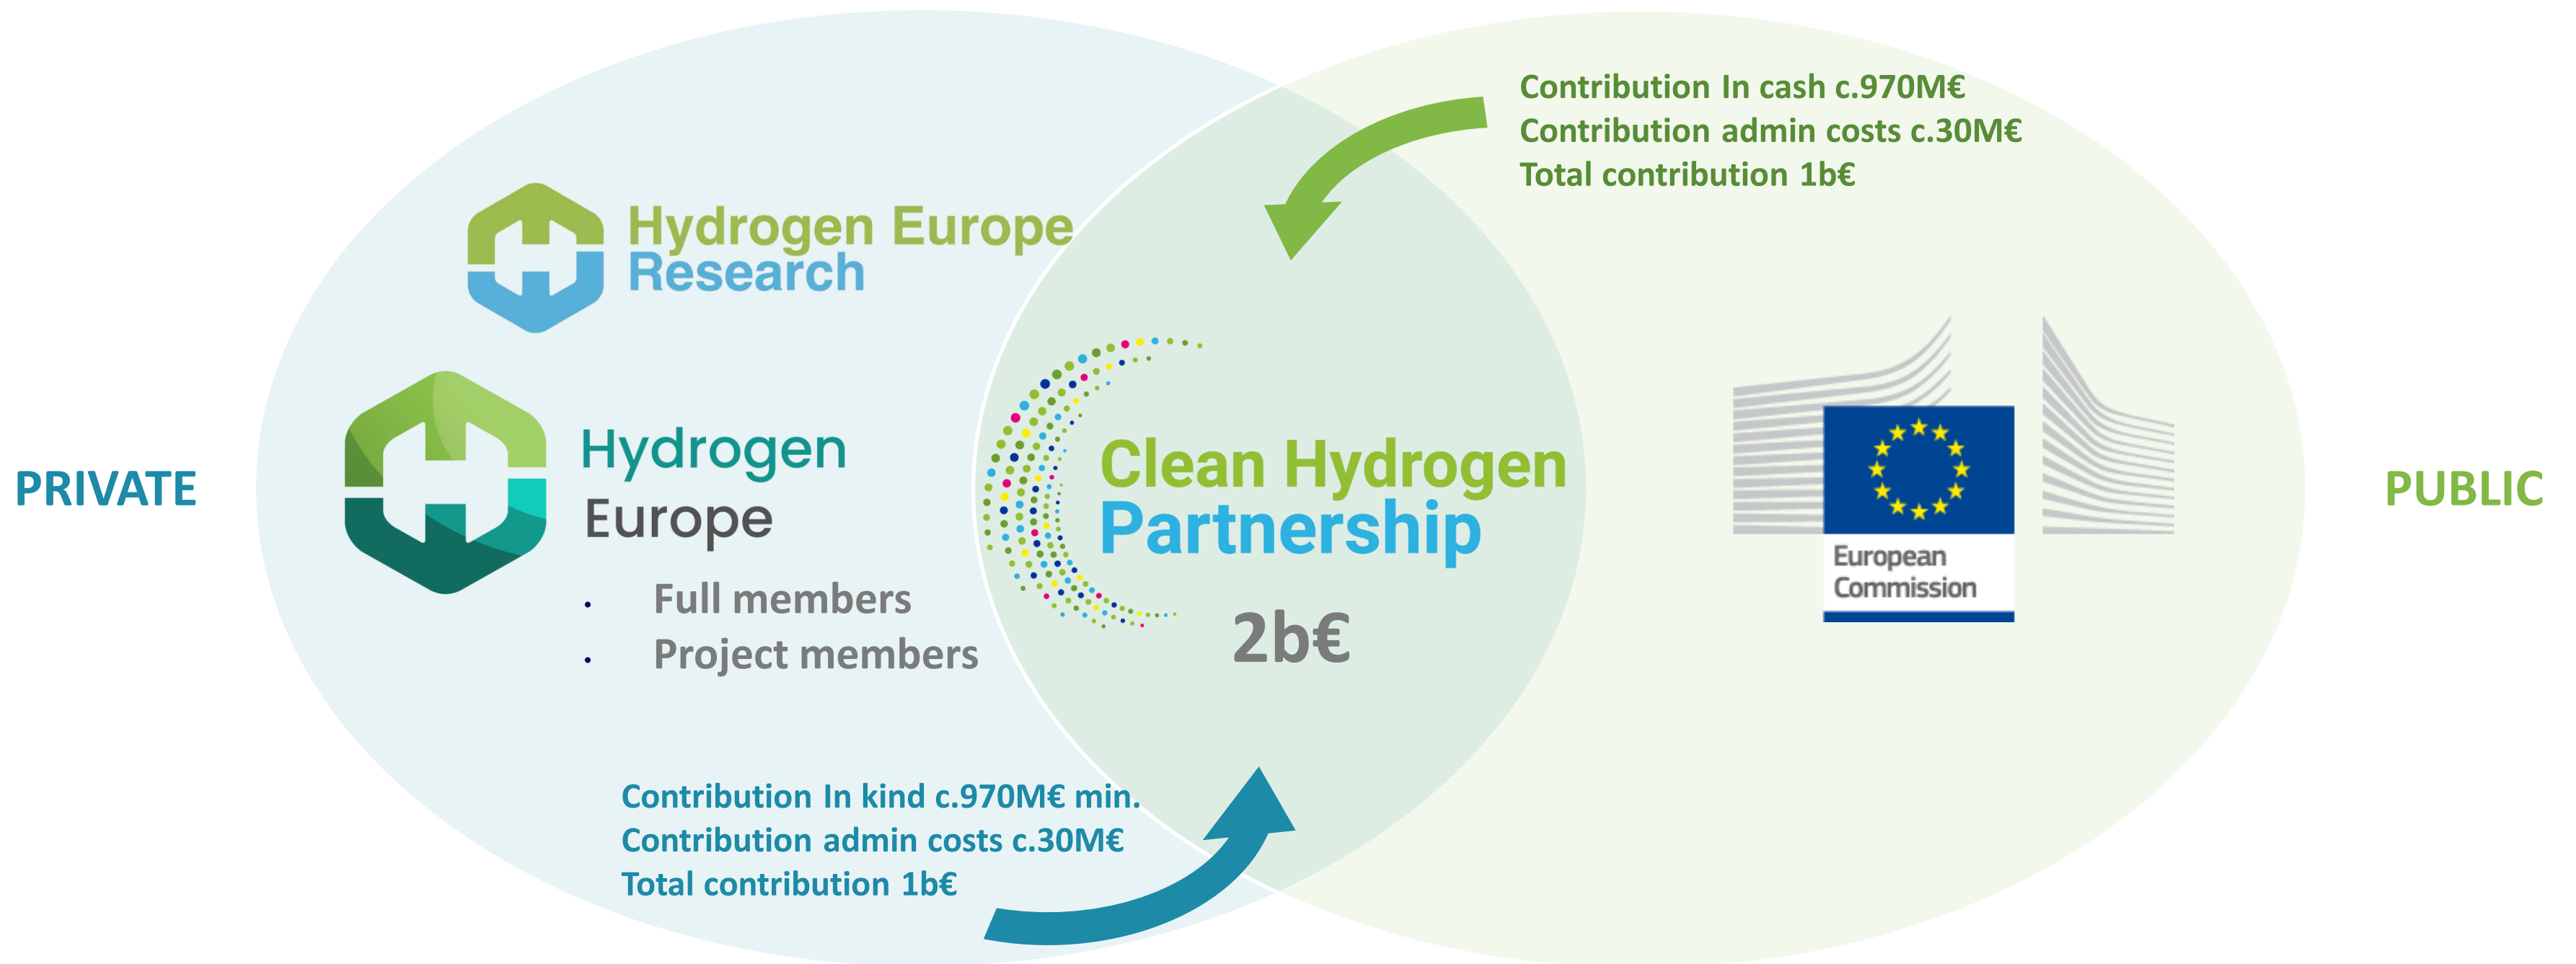 Contribution In cash c.970M€
Contribution admin costs c.30M€
Total contribution 1b€
Hydrogen Europe
Research
Hydrogen
Europe
PRIVATE
• Full members
• Project members
Clean Hydrogen
Partnership
2b€
European
Commission
PUBLIC
Contribution In kind c.970M€ min.
Contribution admin costs c.30M€
Total contribution 1b€